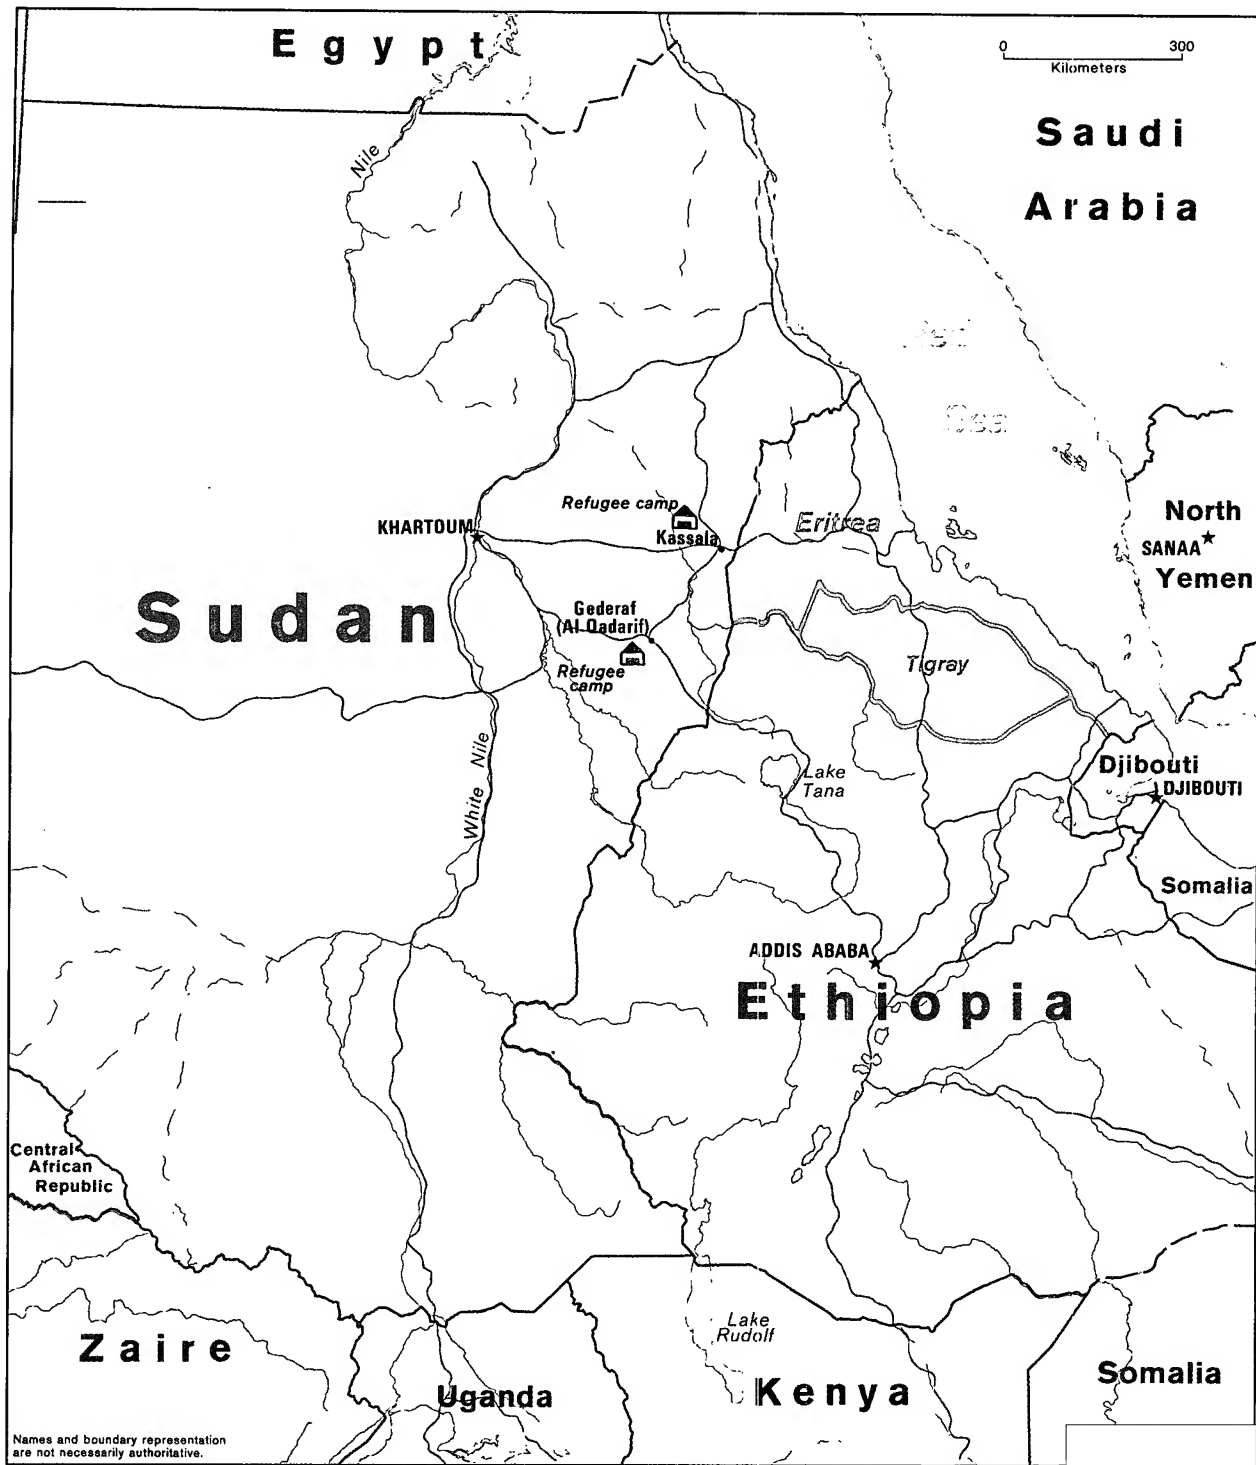 Egypt
0 300
Kilometers
Saudi
Arabia
Nile
Red
Sea
Refugee camp
Kassala
Eritrea
KHARTOUM
North
SANAA
Yemen
Sudan
Gederaf
(Al Qadarif)
Refugee
camp
Tigray
White Nile
Lake
Tana
Djibouti
DJIBOUTI
Somalia
ADDIS ABABA
Ethiopia
Central
African
Republic
Lake
Rudolf
Zaire
Uganda
Kenya
Somalia
Names and boundary representation
are not necessarily authoritative.